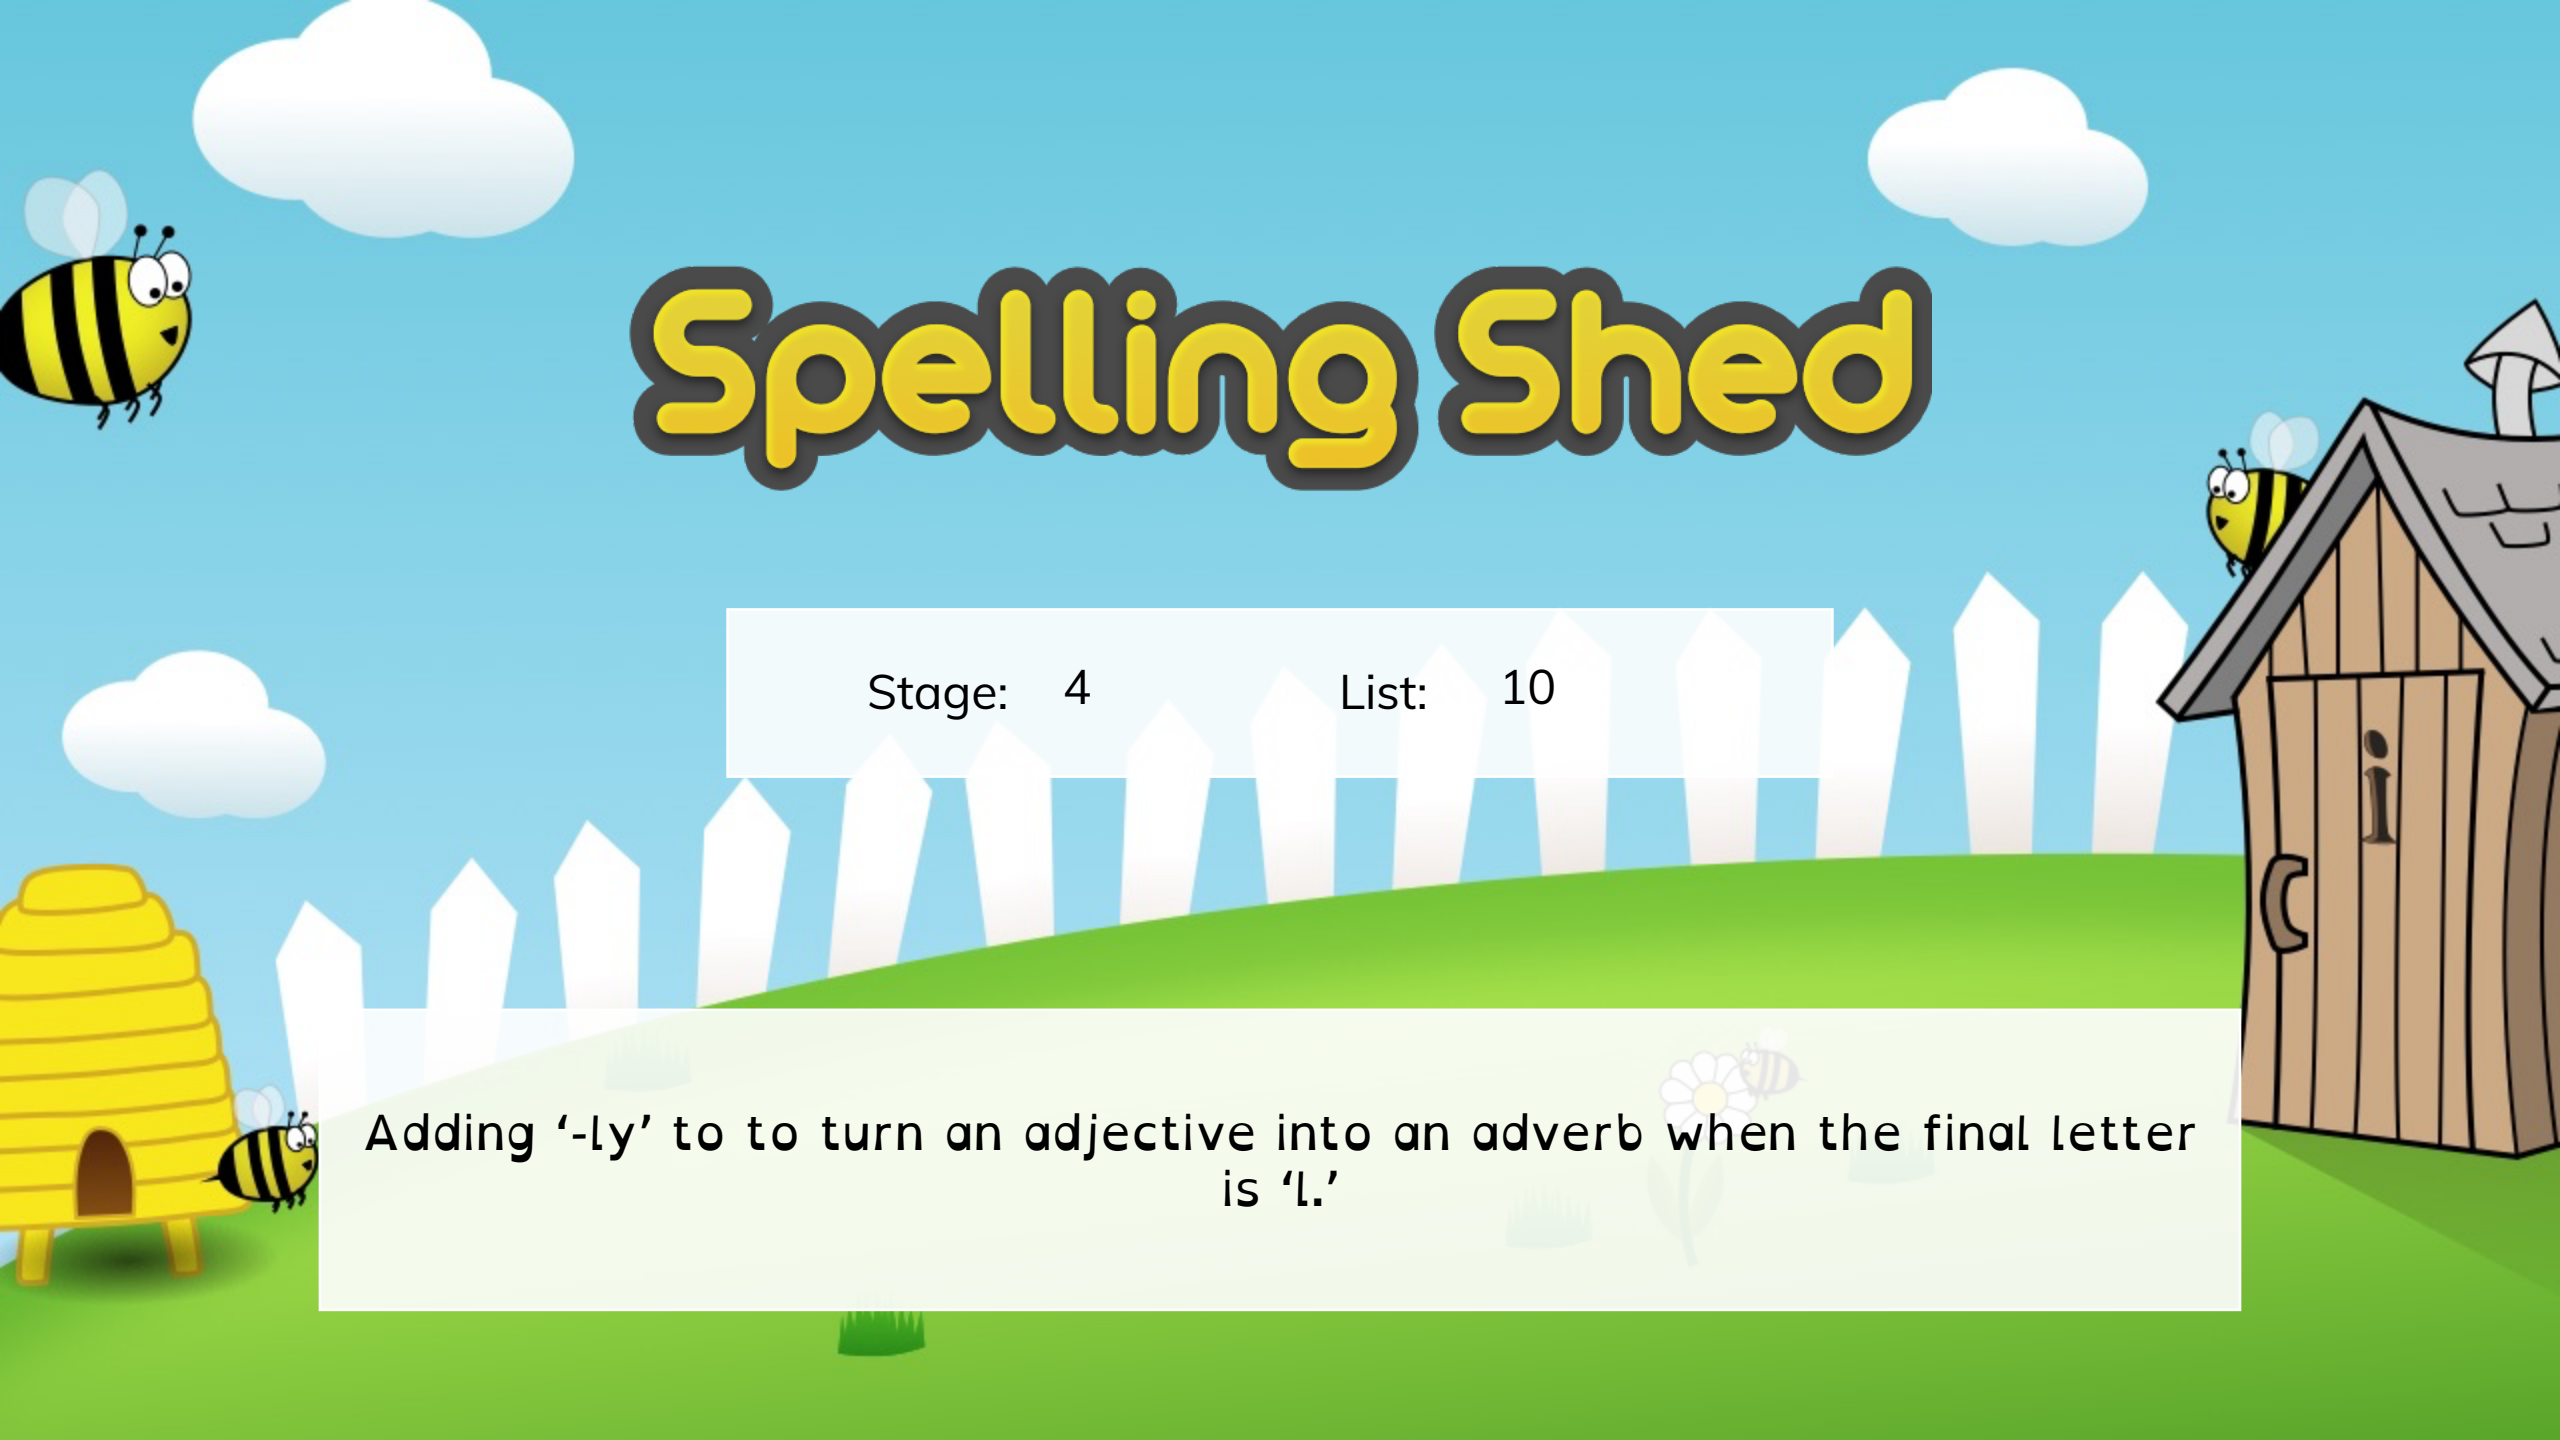 Spelling Shed
Stage: 4 List: 10
Adding ‘-ly’ to to turn an adjective into an adverb when the final letter
is ‘l.’
i